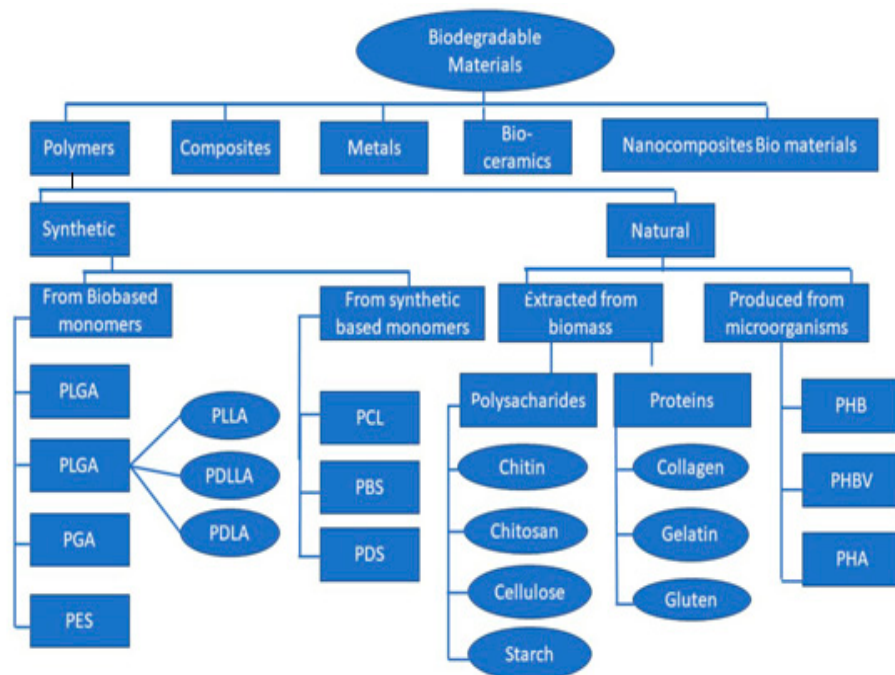 Biodegradable
Materials
Polymers
Composites
Metals
Bio-
ceramics
Nanocomposites Bio materials
Synthetic
Natural
From Biobased
monomers
From synthetic
based monomers
Extracted from
biomass
Produced from
microorganisms
PLGA
PLGA
PGA
PES
PLLA
PDLLA
PDLA
PCL
PBS
PDS
Polysacharides
Chitin
Chitosan
Cellulose
Starch
Proteins
Collagen
Gelatin
Gluten
PHB
PHBV
PHA